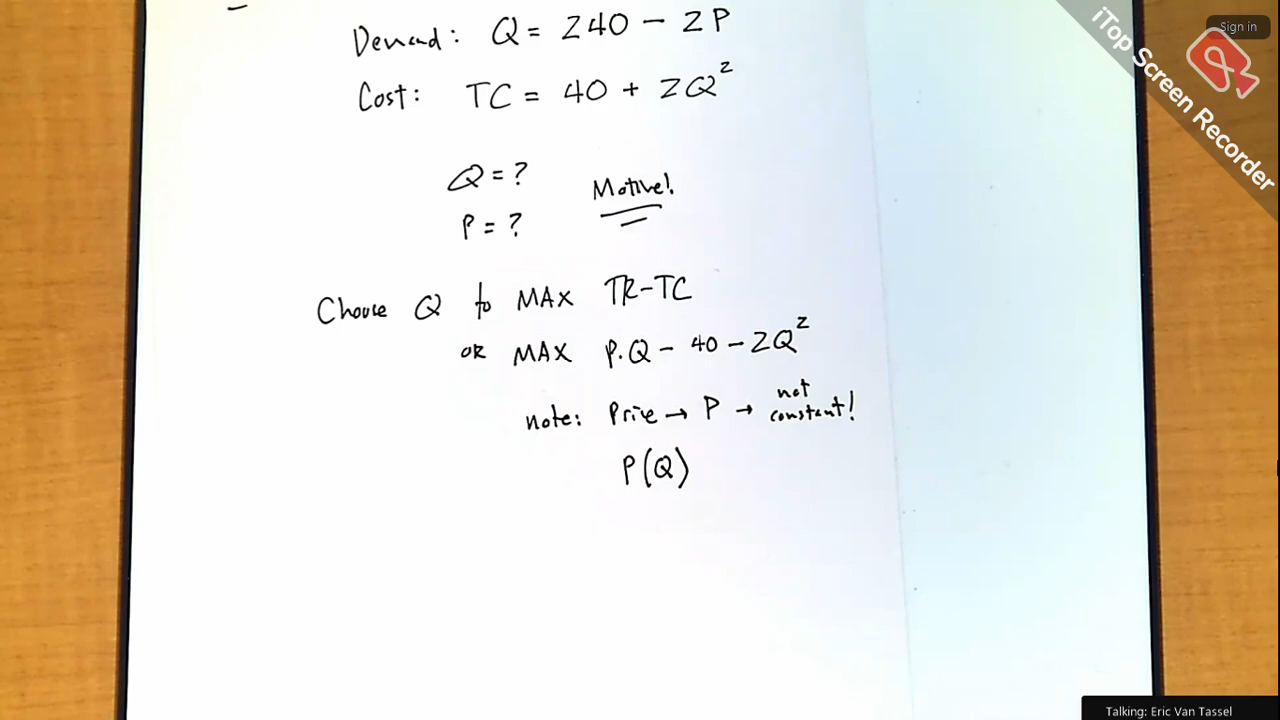 Demand: Q = 240 - 2P
Cost: TC = 40 + 2Q²
Q = ?
P = ?
Motive!
Choose Q to MAX TR-TC
OR MAX P.Q - 40 - 2Q²
note: Price → P → not constant!
P(Q)
iTop Screen Recorder
Sign in
Talking: Eric Van Tassel